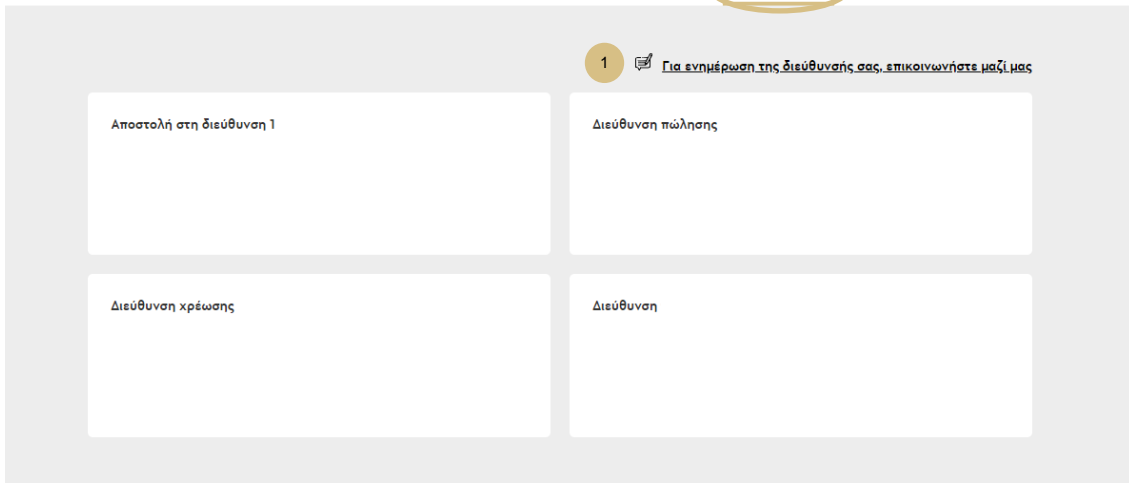 1 Για ενημέρωση της διεύθυνσής σας, επικοινωνήστε μαζί μας
Αποστολή στη διεύθυνση 1
Διεύθυνση πώλησης
Διεύθυνση χρέωσης
Διεύθυνση